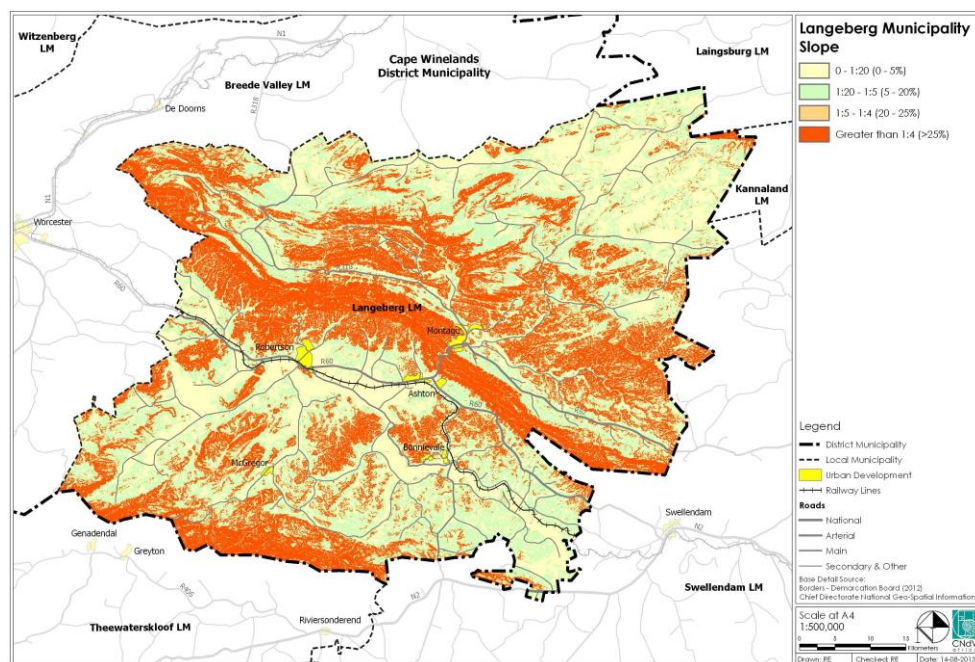 Witzenberg
LM
N1
Cape Winelands
District Municipality
Laingsburg LM
Breede Valley LM
R318
De Doorns
Kannaland
LM
N1
Worcester
R60
R318
Langeberg LM
Montagu
Robertson
R60
Ashton
R60
Bonnievale
McGregor
Genadendal
Greyton
Swellendam
N2
R406
N2
Swellendam LM
Theewaterskloof LM
Riviersonderend
Langeberg Municipality
Slope
0 - 1:20 (0 - 5%)
1:20 - 1:5 (5 - 20%)
1:5 - 1:4 (20 - 25%)
Greater than 1:4 (>25%)
Legend
District Municipality
Local Municipality
Urban Development
Railway Lines
Roads
National
Arterial
Main
Secondary & Other
Base Detail Source:
Borders - Demarcation Board (2012)
Chief Directorate National Geo-Spatial Information
Scale at A4
1:500,000
0 5 10 15
Kilometers
CNdV
africa
Drawn: RE
Checked: RE